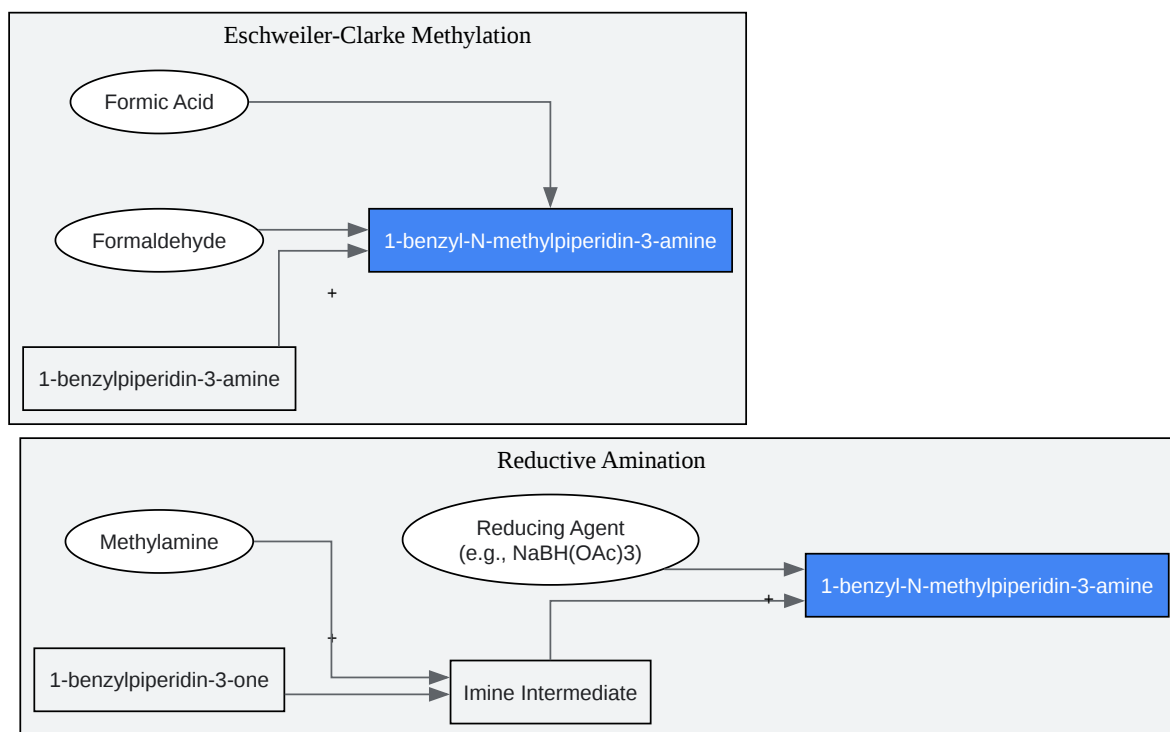 Eschweiler-Clarke Methylation
Formic Acid
Formaldehyde
1-benzyl-N-methylpiperidin-3-amine
+
1-benzylpiperidin-3-amine
Reductive Amination
Methylamine
Reducing Agent
(e.g., NaBH(OAc)3)
1-benzyl-N-methylpiperidin-3-amine
+
+
1-benzylpiperidin-3-one
Imine Intermediate